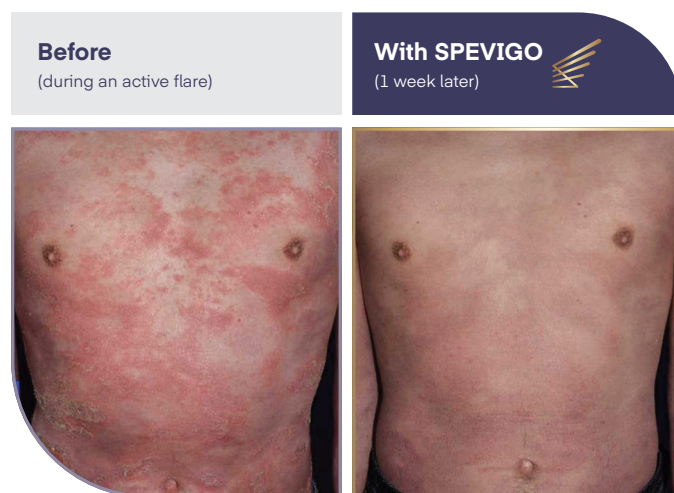 Before
(during an active flare)
With SPEVIGO
(1 week later)